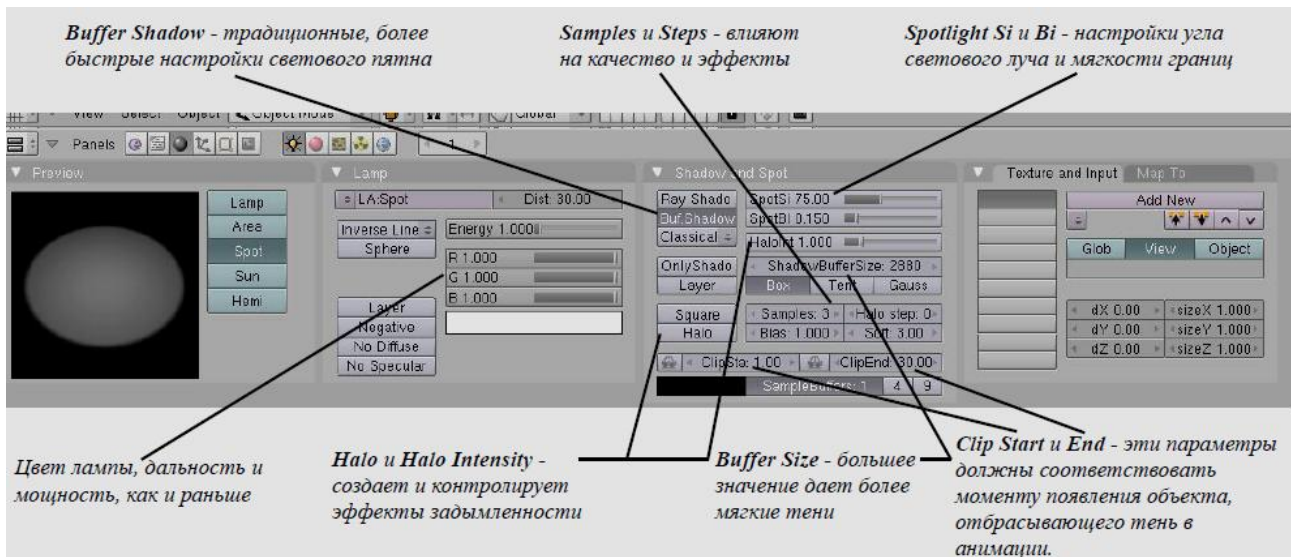 Buffer Shadow - традиционные, более
быстрые настройки светового пятна
Samples и Steps - влияют
на качество и эффекты
Spotlight Si и Bi - настройки угла
светового луча и мягкости границ
View Select Object Object Mode Global
Panels 1
Preview
Lamp
Area
Spot
Sun
Hemi
Lamp
LA:Spot Dist: 30.00
Inverse Line Energy 1.000
Sphere
R 1.000
G 1.000
B 1.000
Layer
Negative
No Diffuse
No Specular
Shadow and Spot
Ray Shado SpotSi 75.00
Buf.Shadow SpotBl 0.150
Classical HaloInt 1.000
OnlyShado ShadowBufferSize: 2880
Layer Box Tent Gauss
Square Samples: 3 Halo step: 0
Halo Bias: 1.000 Soft: 3.00
ClipSta: 1.00 ClipEnd: 30.00
SampleBuffers: 1 4 9
Texture and Input Map To
Add New
Glob View Object
dX 0.00 sizeX 1.000
dY 0.00 sizeY 1.000
dZ 0.00 sizeZ 1.000
Цвет лампы, дальность и
мощность, как и раньше
Halo и Halo Intensity -
создает и контролирует
эффекты задымленности
Buffer Size - большее
значение дает более
мягкие тени
Clip Start и End - эти параметры
должны соответствовать
моменту появления объекта,
отбрасывающего тень в
анимации.